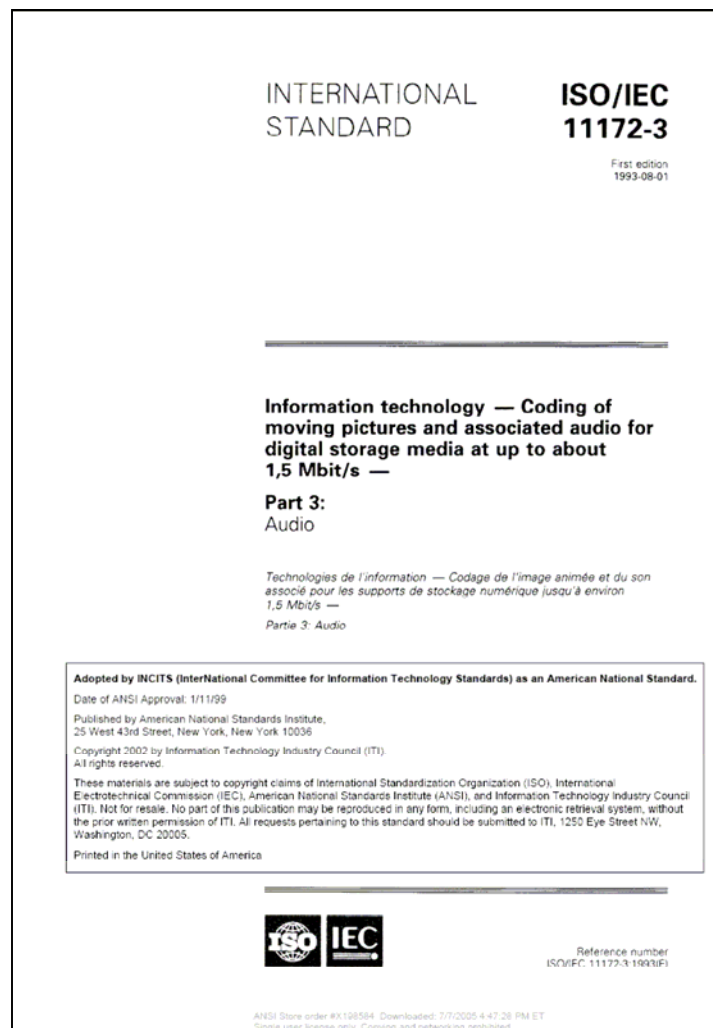 INTERNATIONAL
STANDARD
ISO/IEC
11172-3
First edition
1993-08-01
Information technology — Coding of
moving pictures and associated audio for
digital storage media at up to about
1,5 Mbit/s —
Part 3:
Audio
Technologies de l'information — Codage de l'image animée et du son
associé pour les supports de stockage numérique jusqu'à environ
1,5 Mbit/s —
Partie 3: Audio
Adopted by INCITS (InterNational Committee for Information Technology Standards) as an American National Standard.
Date of ANSI Approval: 1/11/99
Published by American National Standards Institute,
25 West 43rd Street, New York, New York 10036
Copyright 2002 by Information Technology Industry Council (ITI).
All rights reserved.
These materials are subject to copyright claims of International Standardization Organization (ISO), International
Electrotechnical Commission (IEC), American National Standards Institute (ANSI), and Information Technology Industry Council
(ITI). Not for resale. No part of this publication may be reproduced in any form, including an electronic retrieval system, without
the prior written permission of ITI. All requests pertaining to this standard should be submitted to ITI, 1250 Eye Street NW,
Washington, DC 20005.
Printed in the United States of America
ISO IEC
Reference number
ISO/IEC 11172-3:1993(E)
ANSI Store order #X198584 Downloaded: 7/7/2005 4:47:28 PM ET
Single user license only. Copying and networking prohibited.